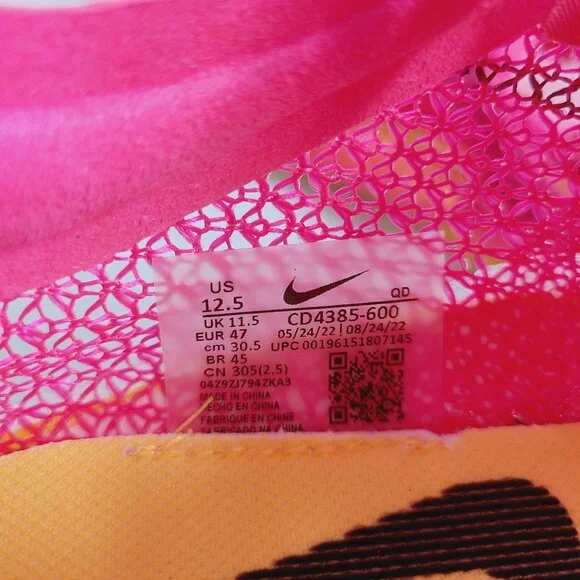 US
12.5
QD
UK 11.5 CD4385-600
EUR 47 05/24/22 | 08/24/22
cm 30.5 UPC 00196151807145
BR 45
CN 305(2.5)
04Z9ZJ794ZKA3
MADE IN CHINA
HECHO EN CHINA
FABRIQUE EN CHINE
FABRICADO NA CHINA